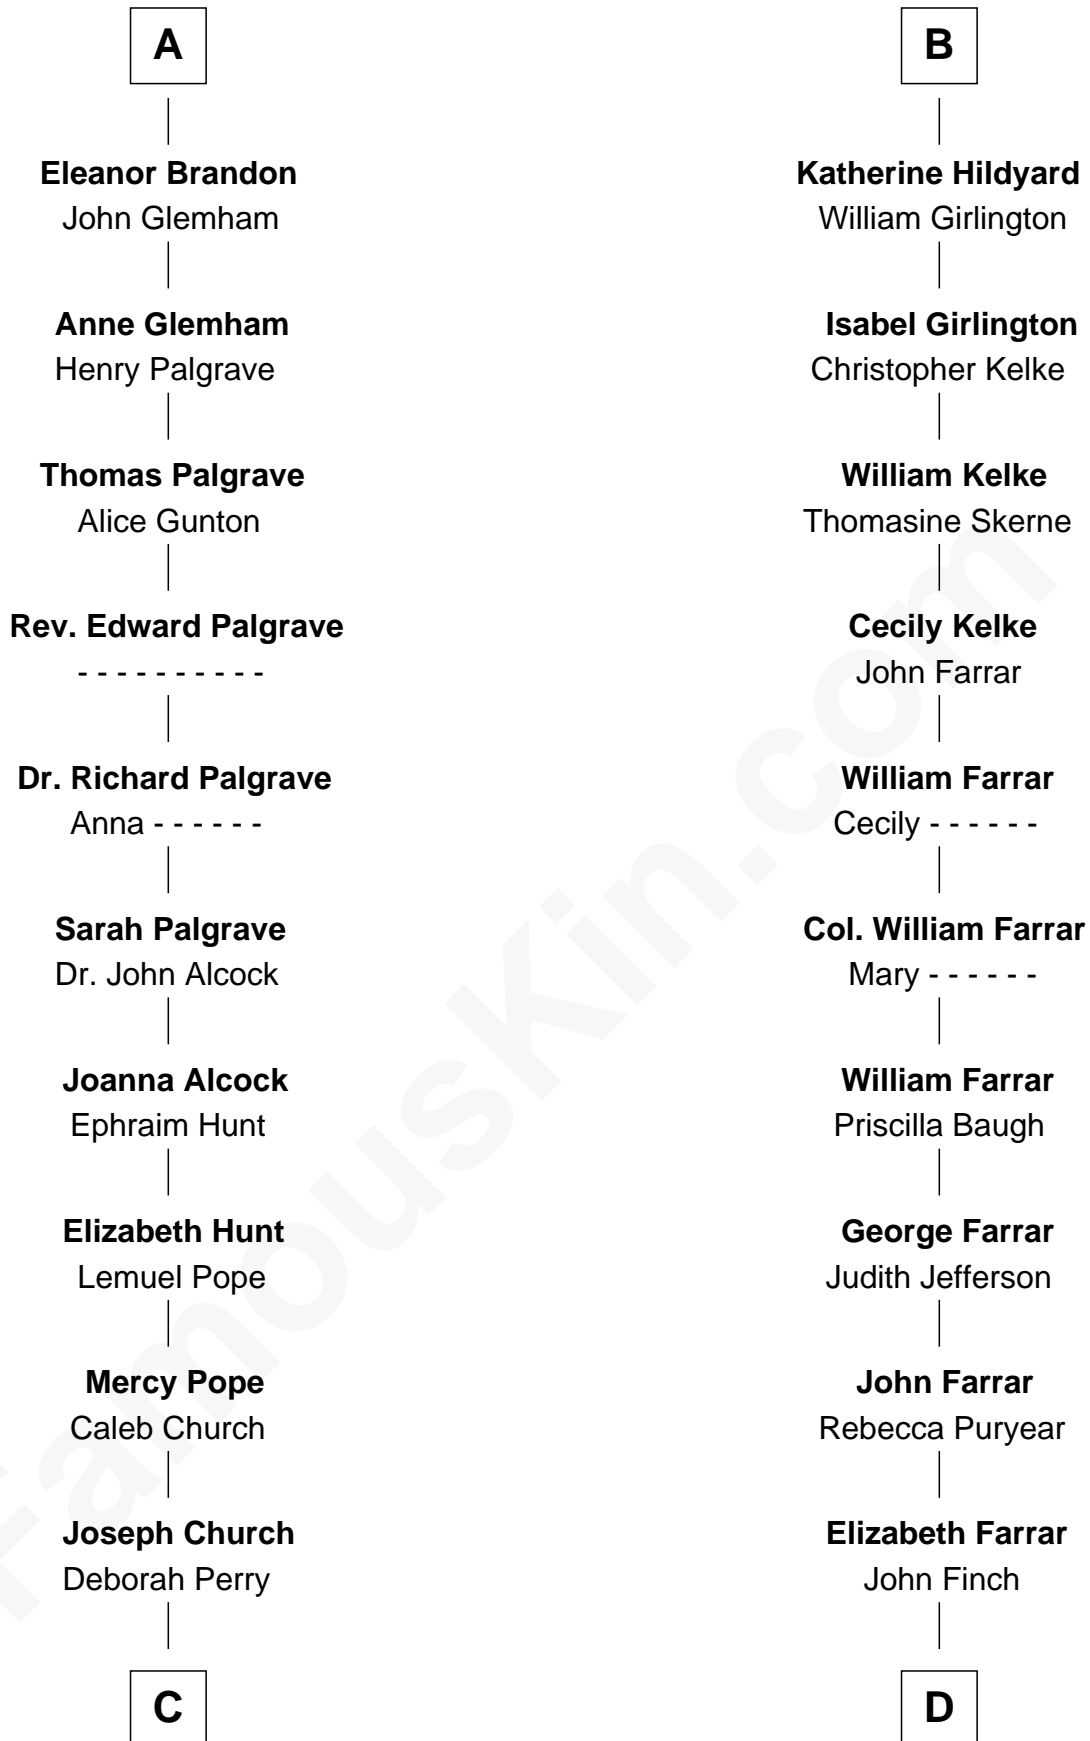 A
Eleanor Brandon
John Glemham
Anne Glemham
Henry Palgrave
Thomas Palgrave
Alice Gunton
Rev. Edward Palgrave
- - - - - - - - - -
Dr. Richard Palgrave
Anna - - - - - -
Sarah Palgrave
Dr. John Alcock
Joanna Alcock
Ephraim Hunt
Elizabeth Hunt
Lemuel Pope
Mercy Pope
Caleb Church
Joseph Church
Deborah Perry
C
B
Katherine Hildyard
William Girlington
Isabel Girlington
Christopher Kelke
William Kelke
Thomasine Skerne
Cecily Kelke
John Farrar
William Farrar
Cecily - - - - - -
Col. William Farrar
Mary - - - - - -
William Farrar
Priscilla Baugh
George Farrar
Judith Jefferson
John Farrar
Rebecca Puryear
Elizabeth Farrar
John Finch
D
FamousKin.com